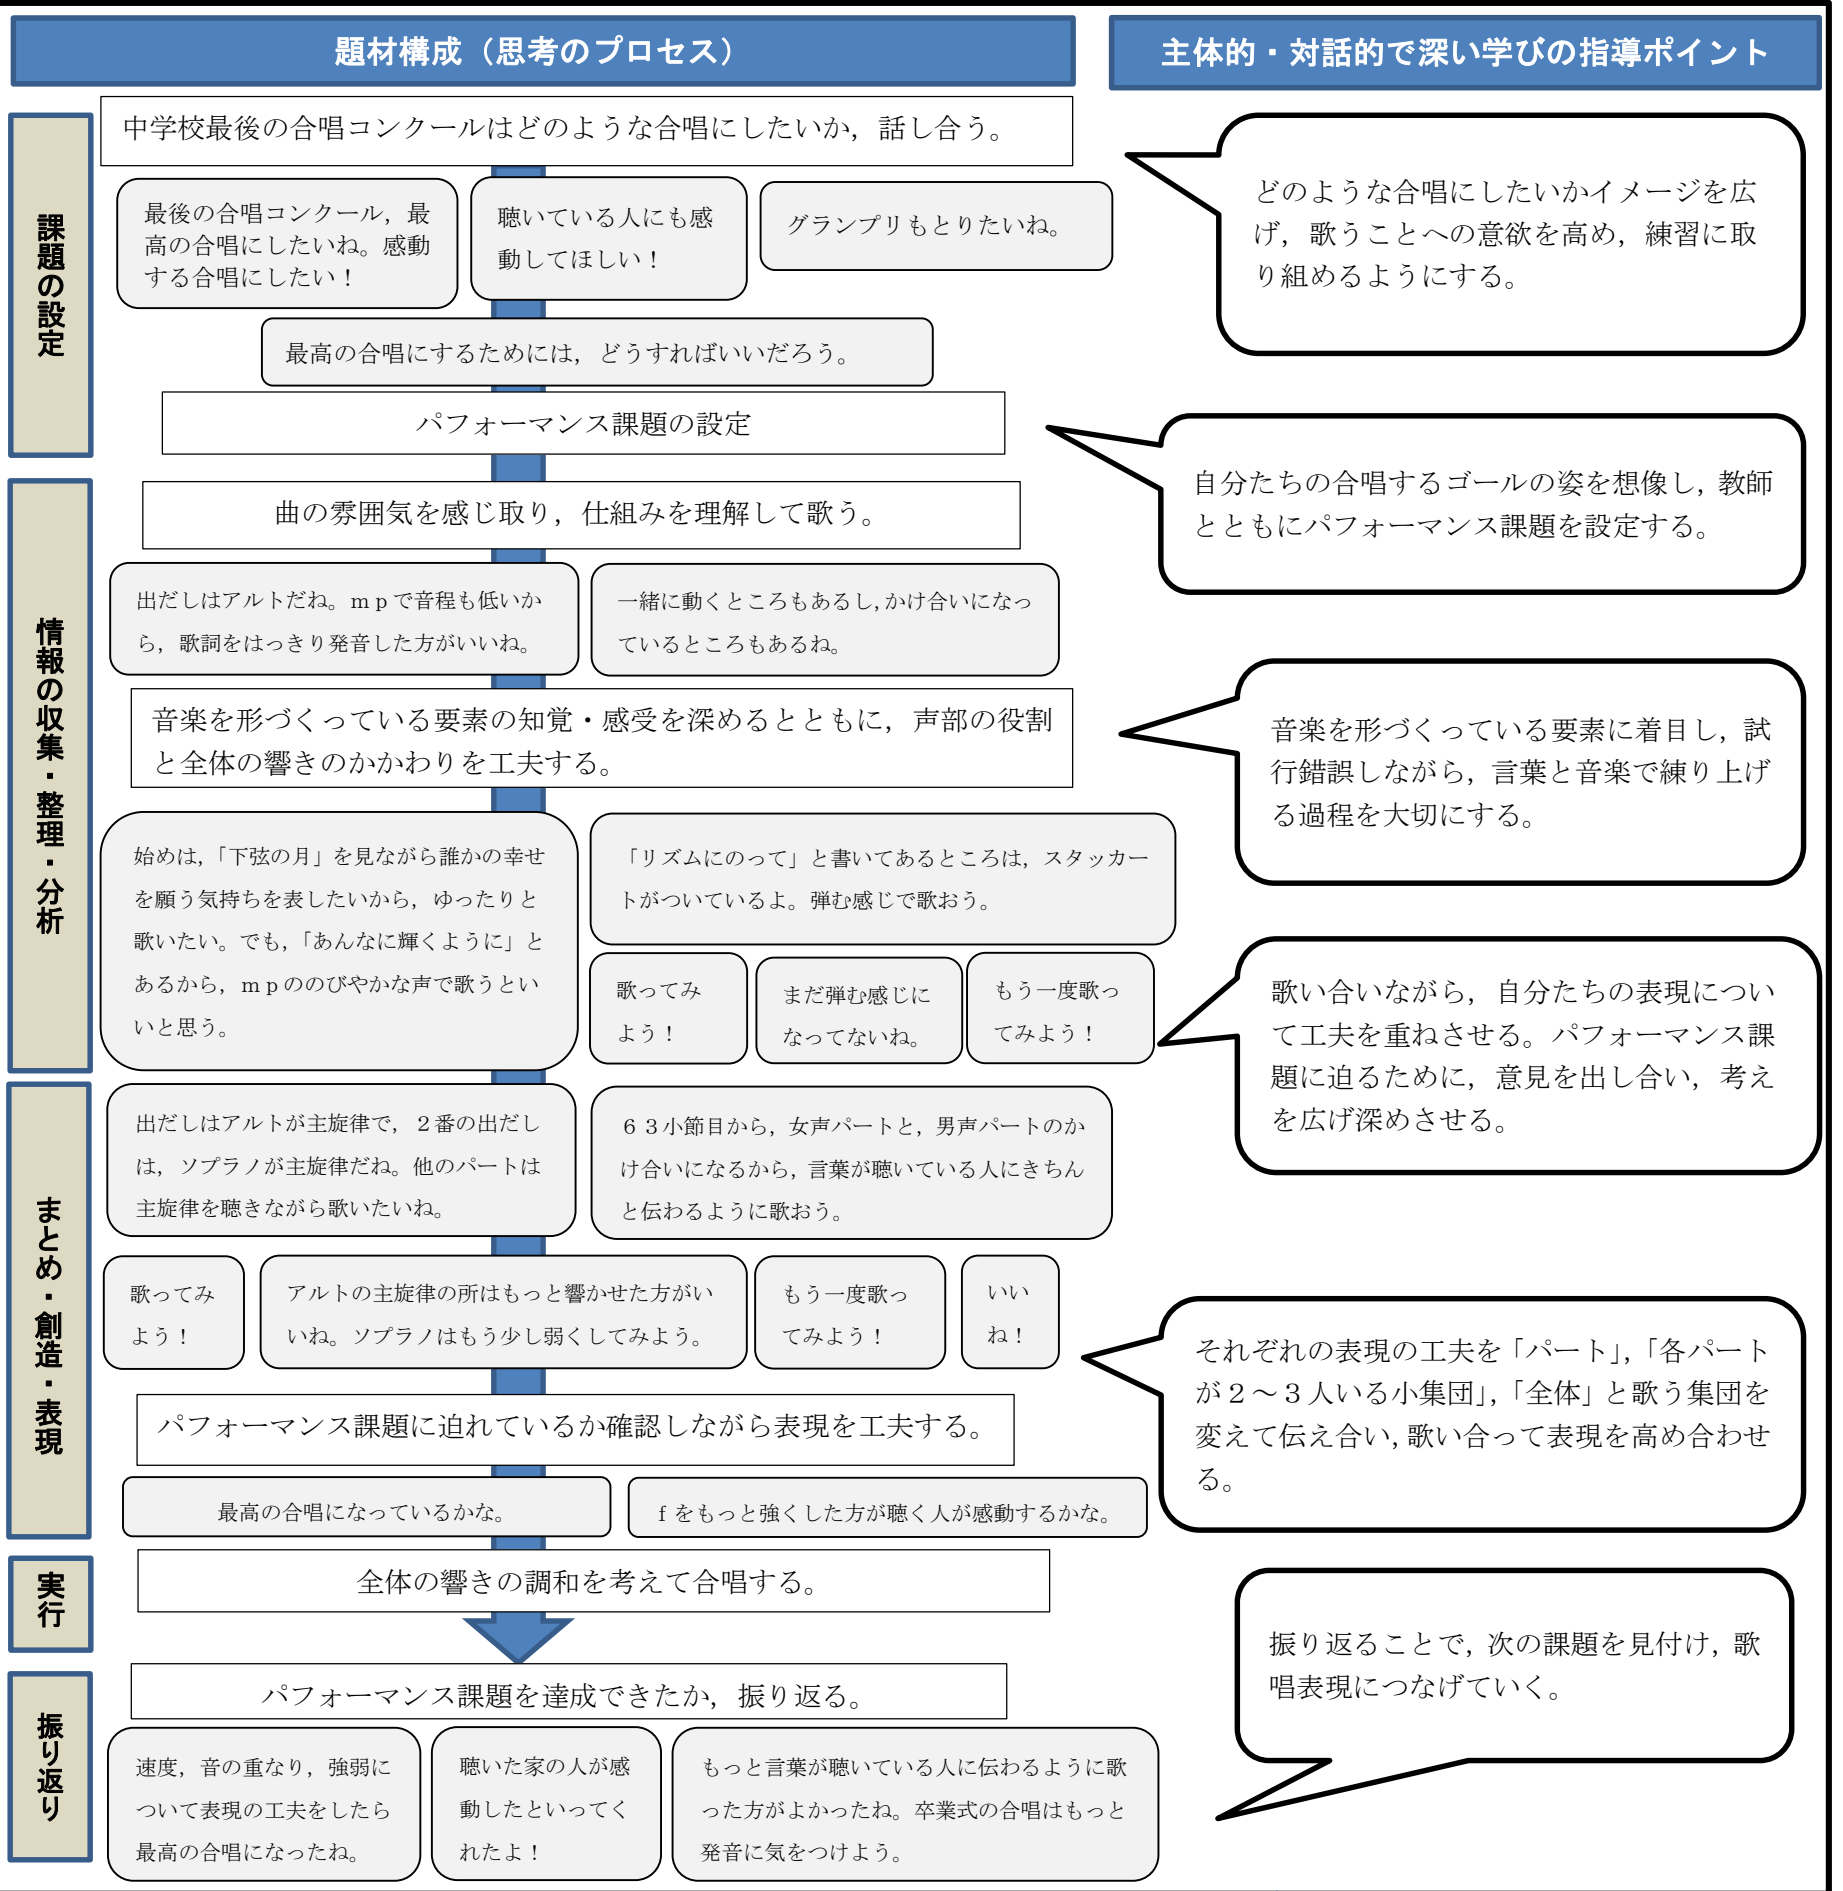 題材構成（思考のプロセス）
主体的・対話的で深い学びの指導ポイント
課題の設定
中学校最後の合唱コンクールはどのような合唱にしたいか，話し合う。
最後の合唱コンクール，最
高の合唱にしたいね。感動
する合唱にしたい！
聴いている人にも感
動してほしい！
グランプリもとりたいね。
最高の合唱にするためには，どうすればいいだろう。
どのような合唱にしたいかイメージを広
げ，歌うことへの意欲を高め，練習に取
り組めるようにする。
パフォーマンス課題の設定
自分たちの合唱するゴールの姿を想像し，教師
とともにパフォーマンス課題を設定する。
情報の収集・整理・分析
曲の雰囲気を感じ取り，仕組みを理解して歌う。
出だしはアルトだね。ｍｐで音程も低いか
ら，歌詞をはっきり発音した方がいいね。
一緒に動くところもあるし，かけ合いになっ
ているところもあるね。
音楽を形づくっている要素の知覚・感受を深めるとともに，声部の役割
と全体の響きのかかわりを工夫する。
音楽を形づくっている要素に着目し，試
行錯誤しながら，言葉と音楽で練り上げ
る過程を大切にする。
始めは，「下弦の月」を見ながら誰かの幸せ
を願う気持ちを表したいから，ゆったりと
歌いたい。でも，「あんなに輝くように」と
あるから，ｍｐののびやかな声で歌うとい
いと思う。
「リズムにのって」と書いてあるところは，スタッカー
トがついているよ。弾む感じで歌おう。
歌ってみ
よう！
まだ弾む感じに
なってないね。
もう一度歌っ
てみよう！
歌い合いながら，自分たちの表現につい
て工夫を重ねさせる。パフォーマンス課
題に迫るために，意見を出し合い，考え
を広げ深めさせる。
まとめ・創造・表現
出だしはアルトが主旋律で，２番の出だし
は，ソプラノが主旋律だね。他のパートは
主旋律を聴きながら歌いたいね。
６３小節目から，女声パートと，男声パートのか
け合いになるから，言葉が聴いている人にきちん
と伝わるように歌おう。
歌ってみ
よう！
アルトの主旋律の所はもっと響かせた方がい
いね。ソプラノはもう少し弱くしてみよう。
もう一度歌っ
てみよう！
いい
ね！
それぞれの表現の工夫を「パート」，「各パート
が２～３人いる小集団」，「全体」と歌う集団を
変えて伝え合い，歌い合って表現を高め合わせ
る。
パフォーマンス課題に迫れているか確認しながら表現を工夫する。
最高の合唱になっているかな。
ｆをもっと強くした方が聴く人が感動するかな。
実行
全体の響きの調和を考えて合唱する。
振り返り
パフォーマンス課題を達成できたか，振り返る。
振り返ることで，次の課題を見付け，歌
唱表現につなげていく。
速度，音の重なり，強弱に
ついて表現の工夫をしたら
最高の合唱になったね。
聴いた家の人が感
動したといってく
れたよ！
もっと言葉が聴いている人に伝わるように歌
った方がよかったね。卒業式の合唱はもっと
発音に気をつけよう。